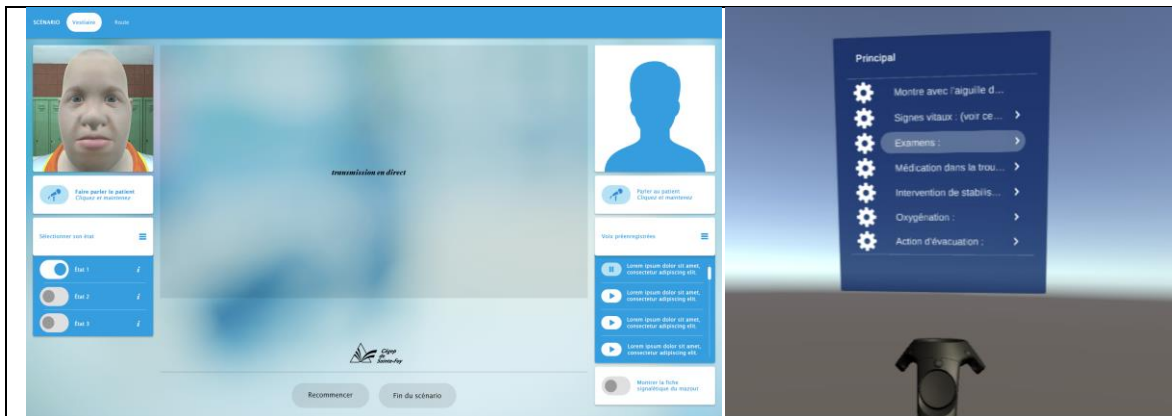 SCÉNARIO Vestiaire Route
Faire parler le patient
Cliquez et maintenez
Sélectionner son état
État 1 i
État 2 i
État 3 i
transmission en direct
Cégep
de
Sainte-Foy
Recommencer Fin du scénario
Parler au patient
Cliquez et maintenez
Voix préenregistrées
Lorem ipsum dolor sit amet,
consectetur adipiscing elit.
Lorem ipsum dolor sit amet,
consectetur adipiscing elit.
Lorem ipsum dolor sit amet,
consectetur adipiscing elit.
Lorem ipsum dolor sit amet,
consectetur adipiscing elit.
Montrer la fiche
signalétique du mazout
Principal
Montre avec l'aiguille d...
Signes vitaux : (voir ce...
Examens :
Médication dans la trou...
Intervention de stabilis...
Oxygénation :
Action d'évacuation :